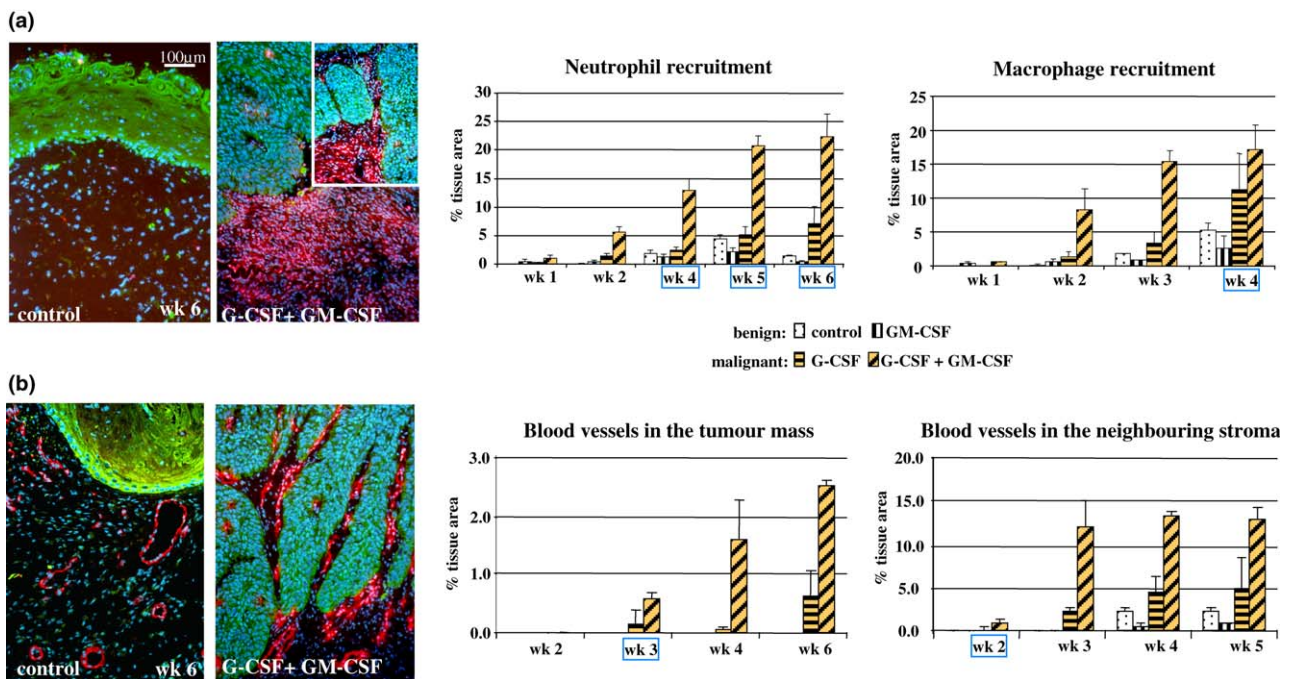 (a)
100µm
control
wk 6
G-CSF+ GM-CSF
Neutrophil recruitment
% tissue area
30
25
20
15
10
5
0
wk 1
wk 2
wk 4
wk 5
wk 6
Macrophage recruitment
% tissue area
25
20
15
10
5
0
wk 1
wk 2
wk 3
wk 4
benign: control GM-CSF
malignant: G-CSF G-CSF + GM-CSF
(b)
control
wk 6
G-CSF+ GM-CSF
Blood vessels in the tumour mass
% tissue area
3.0
2.0
1.0
0.0
wk 2
wk 3
wk 4
wk 6
Blood vessels in the neighbouring stroma
% tissue area
20.0
15.0
10.0
5.0
0.0
wk 2
wk 3
wk 4
wk 5